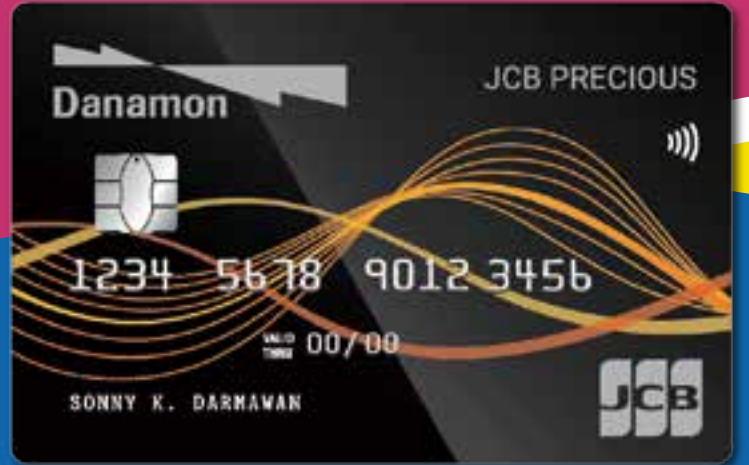 Danamon
JCB PRECIOUS
1234 5678 9012 3456
VALID THRU 00/00
SONNY K. DARMAWAN
JCB